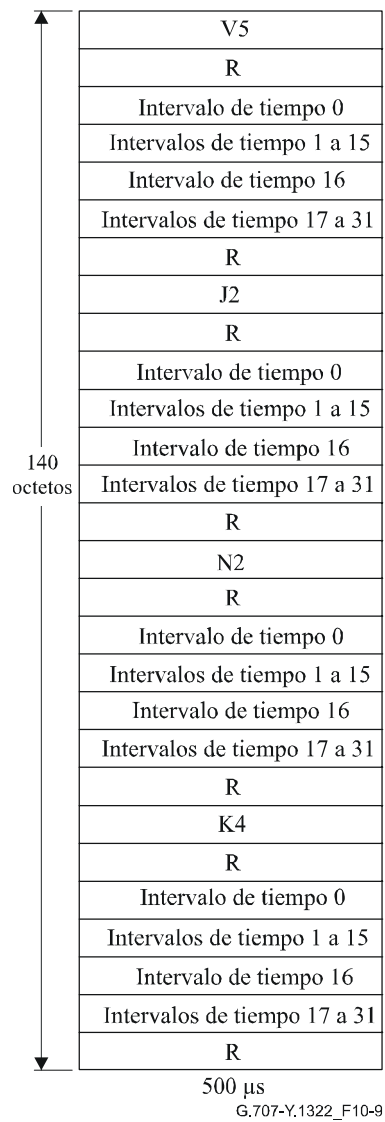 V5
R
Intervalo de tiempo 0
Intervalos de tiempo 1 a 15
Intervalo de tiempo 16
Intervalos de tiempo 17 a 31
R
J2
R
Intervalo de tiempo 0
Intervalos de tiempo 1 a 15
Intervalo de tiempo 16
Intervalos de tiempo 17 a 31
R
N2
R
Intervalo de tiempo 0
Intervalos de tiempo 1 a 15
Intervalo de tiempo 16
Intervalos de tiempo 17 a 31
R
K4
R
Intervalo de tiempo 0
Intervalos de tiempo 1 a 15
Intervalo de tiempo 16
Intervalos de tiempo 17 a 31
R
140
octetos
500 µs
G.707-Y.1322_F10-9